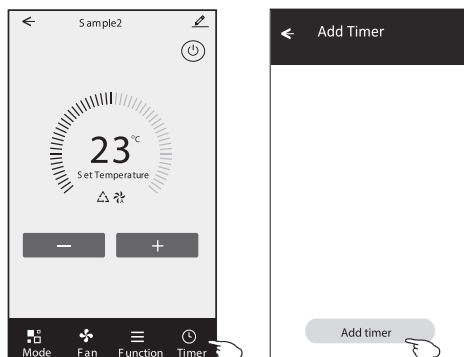 Sample2
23°C
Set Temperature
Mode Fan Function Timer
Add Timer
Add timer